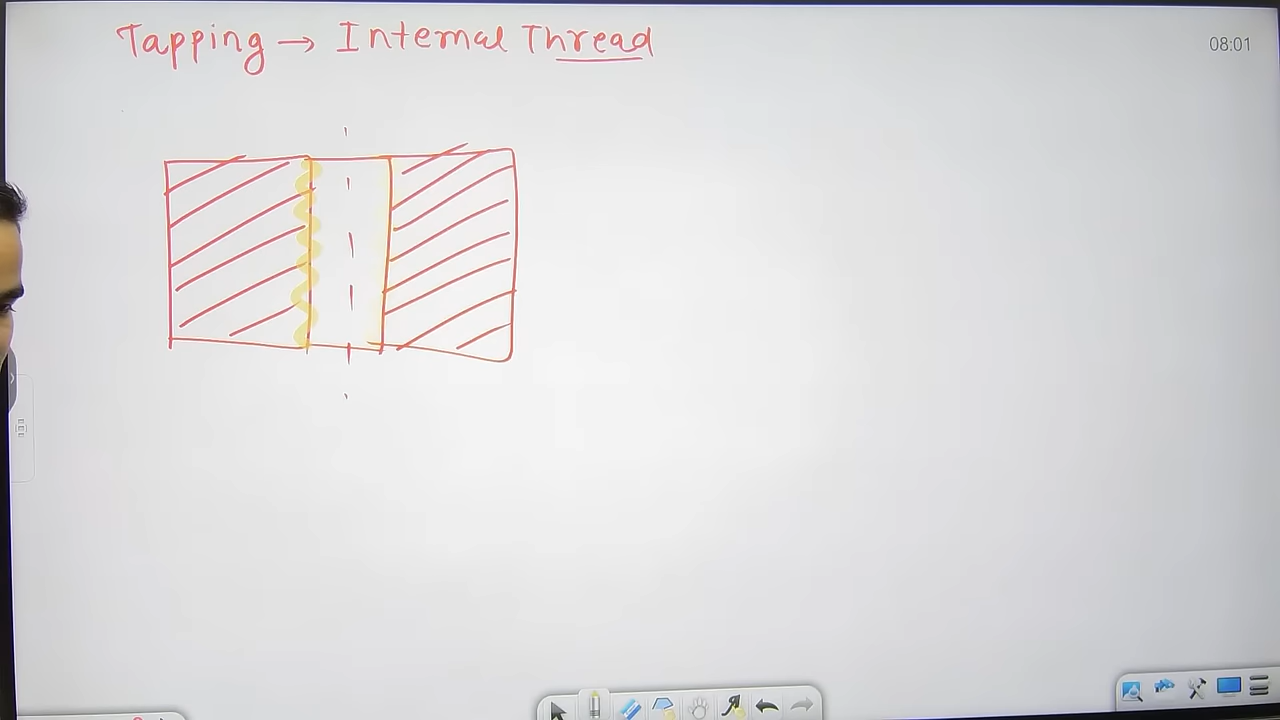 Tapping → Internal Thread
08:01